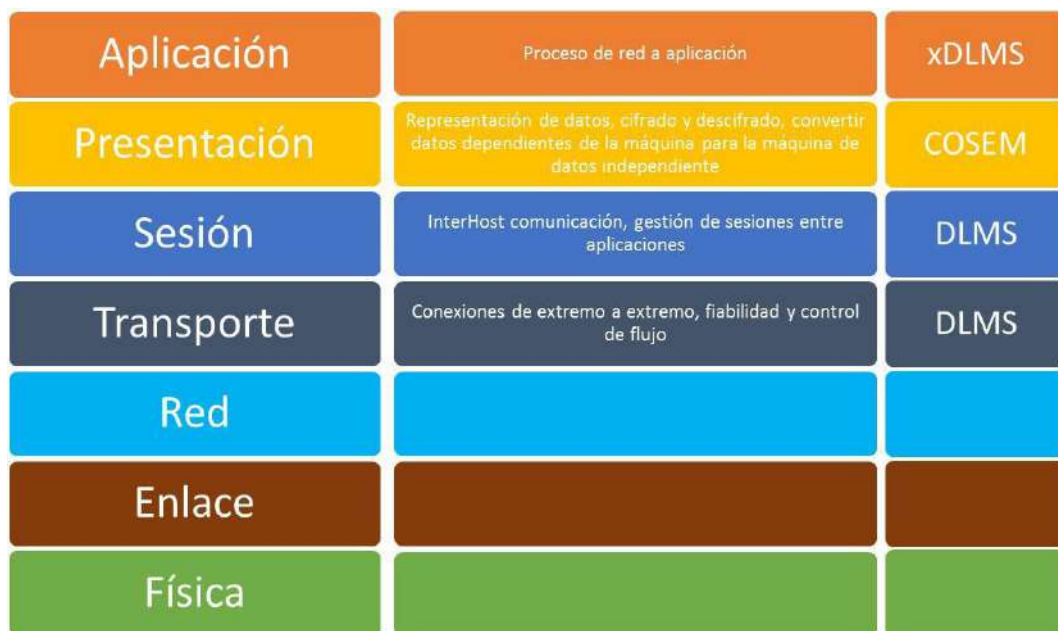 Aplicación
Proceso de red a aplicación
xDLMS
Presentación
Representación de datos, cifrado y descifrado, convertir
datos dependientes de la máquina para la máquina de
datos independiente
COSEM
Sesión
InterHost comunicación, gestión de sesiones entre
aplicaciones
DLMS
Transporte
Conexiones de extremo a extremo, fiabilidad y control
de flujo
DLMS
Red
Enlace
Física